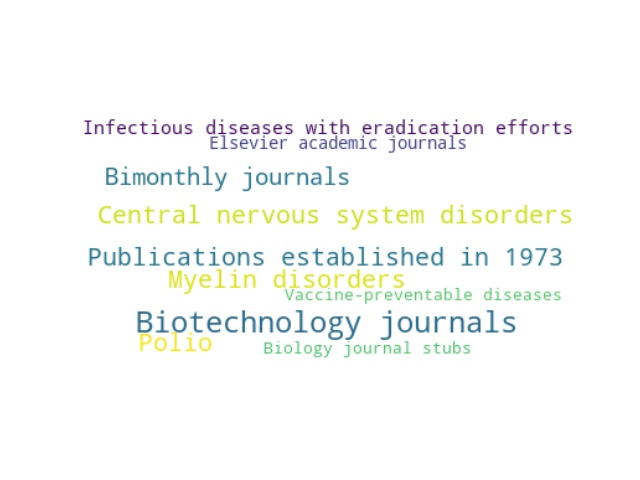 Infectious diseases with eradication efforts
Elsevier academic journals
Bimonthly journals
Central nervous system disorders
Publications established in 1973
Myelin disorders
Vaccine-preventable diseases
Biotechnology journals
Polio
Biology journal stubs